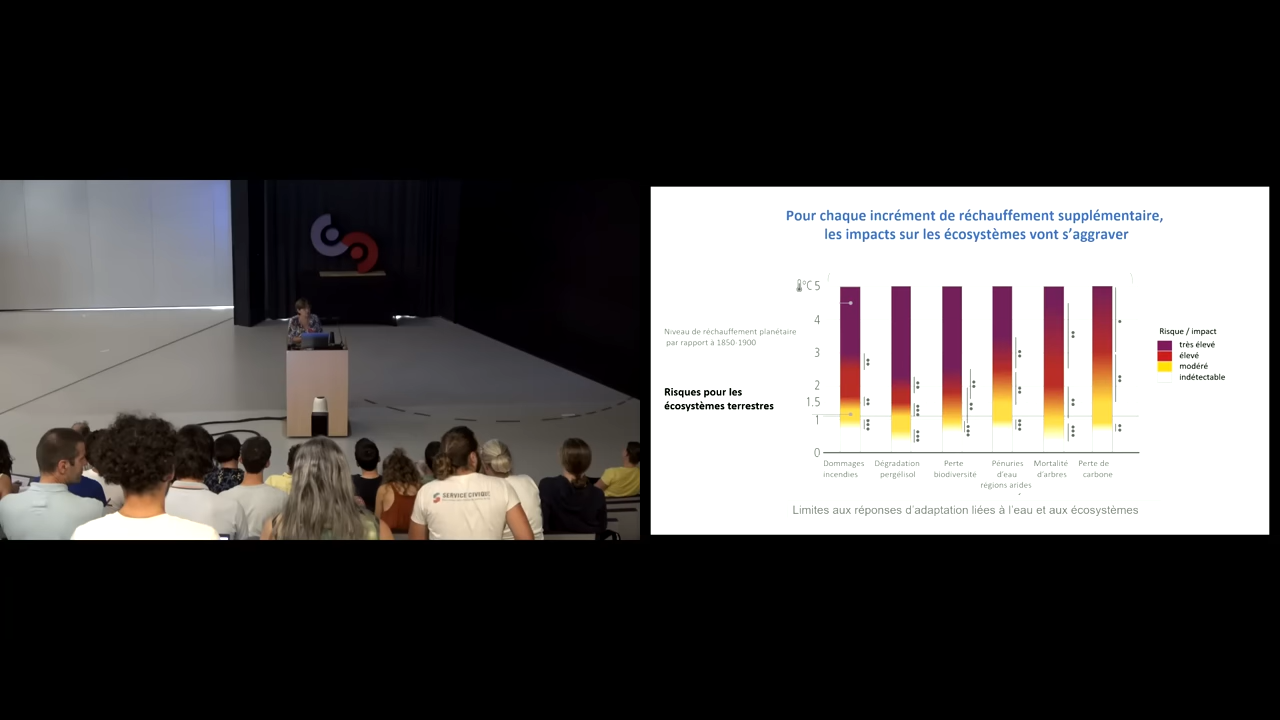 Pour chaque incrément de réchauffement supplémentaire,
les impacts sur les écosystèmes vont s’aggraver
°C 5
4
3
2
1.5
1
0
Niveau de réchauffement planétaire
par rapport à 1850-1900
Risques pour les
écosystèmes terrestres
Dommages
incendies
Dégradation
pergélisol
Perte
biodiversité
Pénuries
d'eau
régions arides
Mortalité
d'arbres
Perte de
carbone
Risque / impact
très élevé
élevé
modéré
indétectable
Limites aux réponses d’adaptation liées à l’eau et aux écosystèmes
SERVICE CIVIQUE